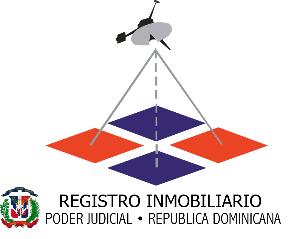 REGISTRO INMOBILIARIO
PODER JUDICIAL • REPUBLICA DOMINICANA